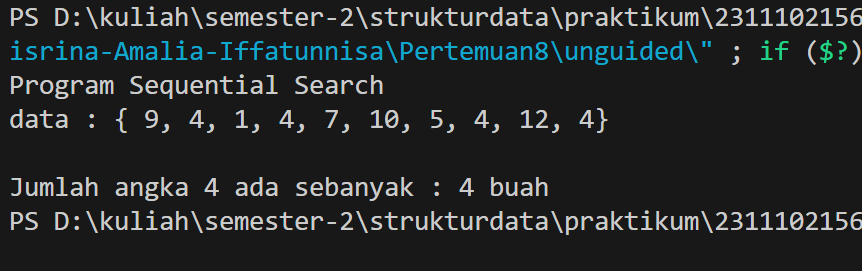 PS D:\kuliah\semester-2\strukturdata\praktikum\2311102156
isrina-Amalia-Iffatunnisa\Pertemuan8\unguided\" ; if ($?)
Program Sequential Search
data : { 9, 4, 1, 4, 7, 10, 5, 4, 12, 4}
Jumlah angka 4 ada sebanyak : 4 buah
PS D:\kuliah\semester-2\strukturdata\praktikum\2311102156